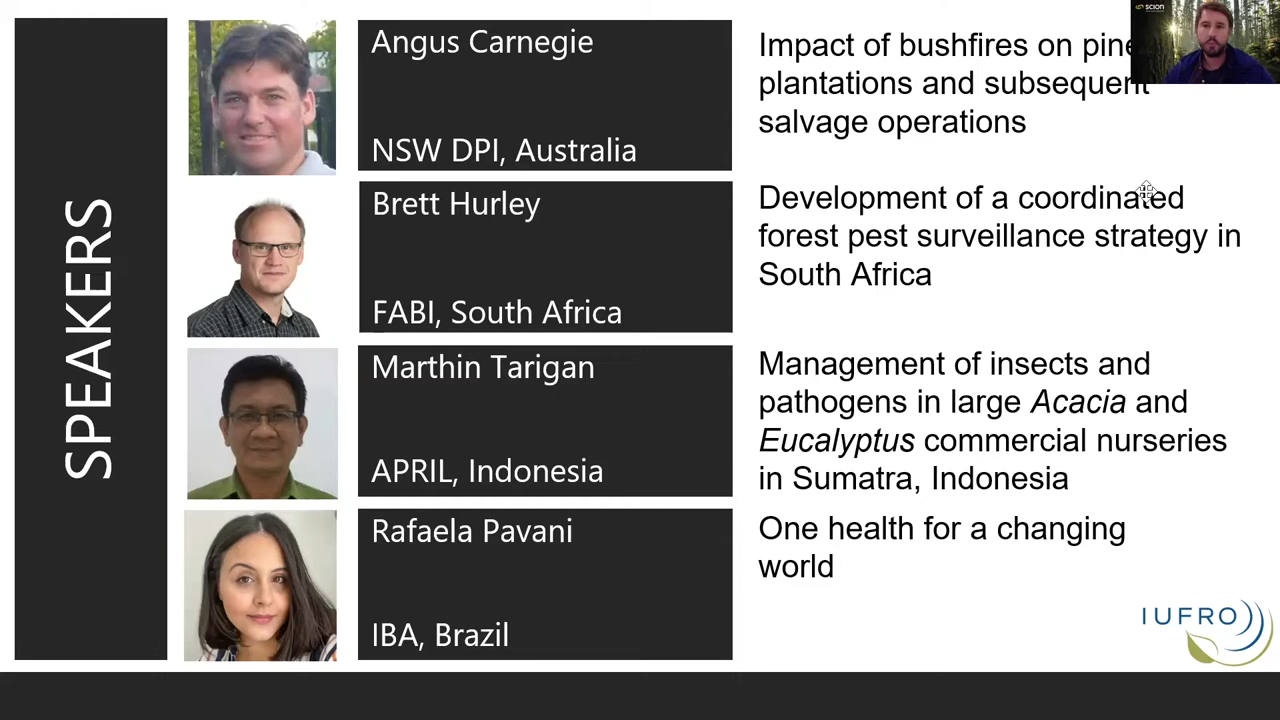 SPEAKERS
Angus Carnegie
NSW DPI, Australia
Impact of bushfires on pine
plantations and subsequent
salvage operations
Brett Hurley
FABI, South Africa
Development of a coordinated
forest pest surveillance strategy in
South Africa
Marthin Tarigan
APRIL, Indonesia
Management of insects and
pathogens in large Acacia and
Eucalyptus commercial nurseries
in Sumatra, Indonesia
Rafaela Pavani
IBA, Brazil
One health for a changing
world
SCION
IUFRO